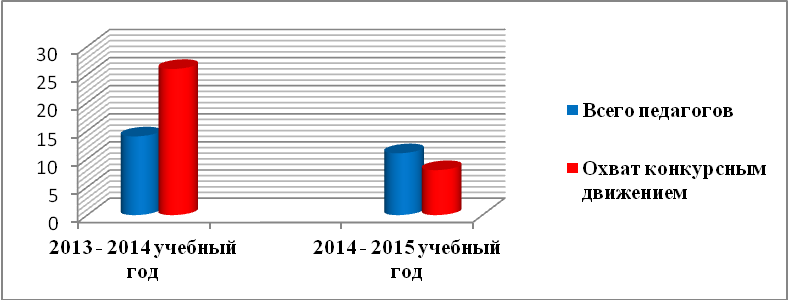 30
25
20
15
10
5
0
2013 - 2014 учебный
год
2014 - 2015 учебный
год
Всего педагогов
Охват конкурсным
движением